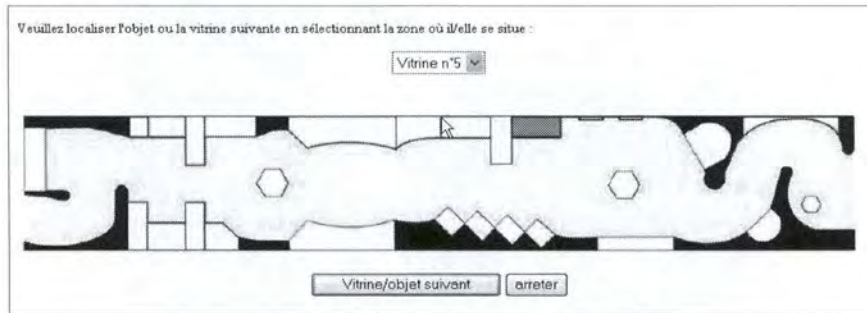 Veuillez localiser l'objet ou la vitrine suivante en sélectionnant la zone où il/elle se situe :
Vitrine n°5
Vitrine/objet suivant arreter